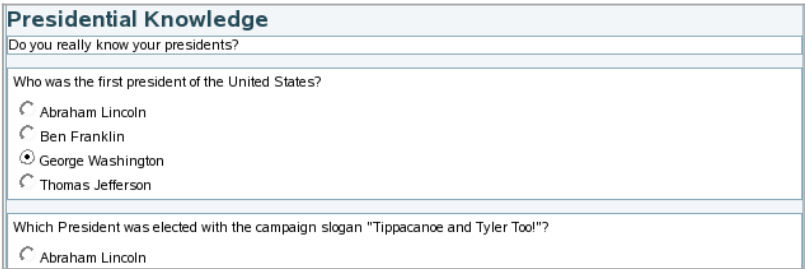 Presidential Knowledge
Do you really know your presidents?
Who was the first president of the United States?
Abraham Lincoln
Ben Franklin
George Washington
Thomas Jefferson
Which President was elected with the campaign slogan "Tippacanoe and Tyler Too!"?
Abraham Lincoln